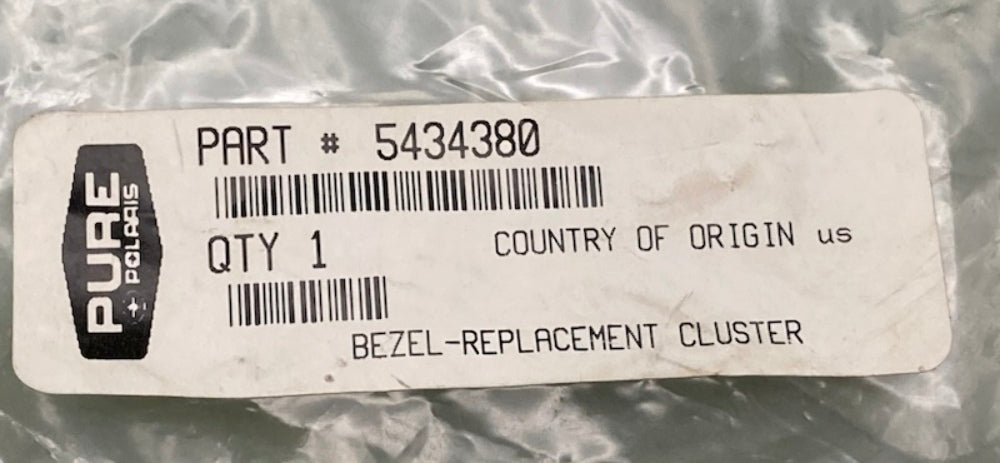 PURE
POLARIS
PART # 5434380
QTY 1
COUNTRY OF ORIGIN us
BEZEL-REPLACEMENT CLUSTER